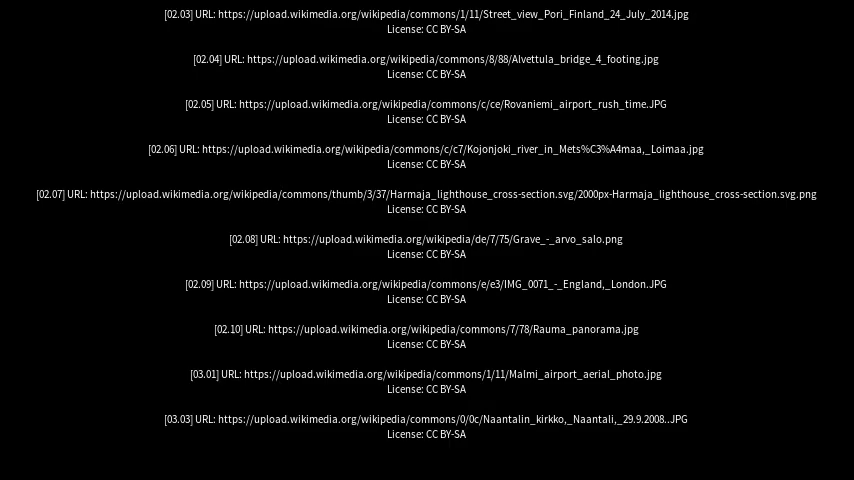 [02.03] URL: https://upload.wikimedia.org/wikipedia/commons/1/11/Street_view_Pori_Finland_24_July_2014.jpg
License: CC BY-SA
[02.04] URL: https://upload.wikimedia.org/wikipedia/commons/8/88/Alvettula_bridge_4_footing.jpg
License: CC BY-SA
[02.05] URL: https://upload.wikimedia.org/wikipedia/commons/c/ce/Rovaniemi_airport_rush_time.JPG
License: CC BY-SA
[02.06] URL: https://upload.wikimedia.org/wikipedia/commons/c/c7/Kojonjoki_river_in_Mets%C3%A4maa,_Loimaa.jpg
License: CC BY-SA
[02.07] URL: https://upload.wikimedia.org/wikipedia/commons/thumb/3/37/Harmaja_lighthouse_cross-section.svg/2000px-Harmaja_lighthouse_cross-section.svg.png
License: CC BY-SA
[02.08] URL: https://upload.wikimedia.org/wikipedia/de/7/75/Grave_-_arvo_salo.png
License: CC BY-SA
[02.09] URL: https://upload.wikimedia.org/wikipedia/commons/e/e3/IMG_0071_-_England,_London.JPG
License: CC BY-SA
[02.10] URL: https://upload.wikimedia.org/wikipedia/commons/7/78/Rauma_panorama.jpg
License: CC BY-SA
[03.01] URL: https://upload.wikimedia.org/wikipedia/commons/1/11/Malmi_airport_aerial_photo.jpg
License: CC BY-SA
[03.03] URL: https://upload.wikimedia.org/wikipedia/commons/0/0c/Naantalin_kirkko,_Naantali,_29.9.2008..JPG
License: CC BY-SA